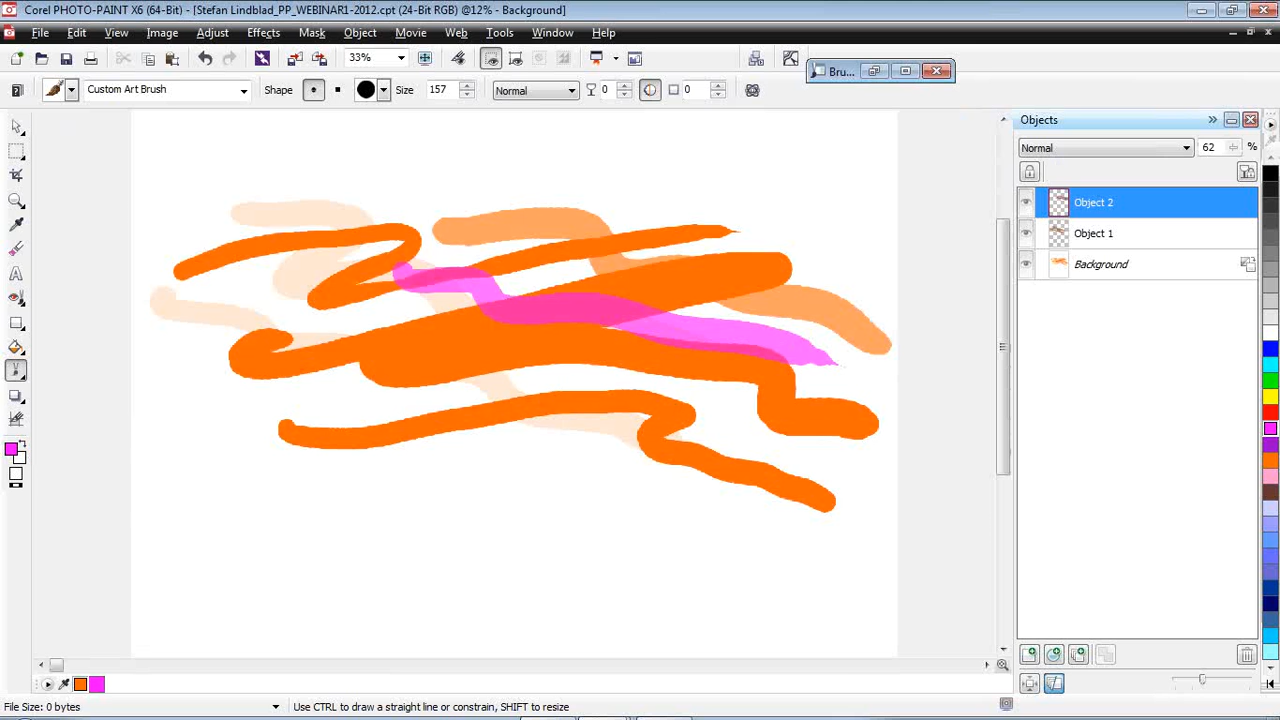 Corel PHOTO-PAINT X6 (64-Bit) - [Stefan Lindblad_PP_WEBINAR1-2012.cpt (24-Bit RGB) @12% - Background]
File Edit View Image Adjust Effects Mask Object Movie Web Tools Window Help
33%
Bru...
Custom Art Brush Shape Size 157 Normal 0 0
Objects
Normal 62 %
Object 2
Object 1
Background
File Size: 0 bytes Use CTRL to draw a straight line or constrain, SHIFT to resize